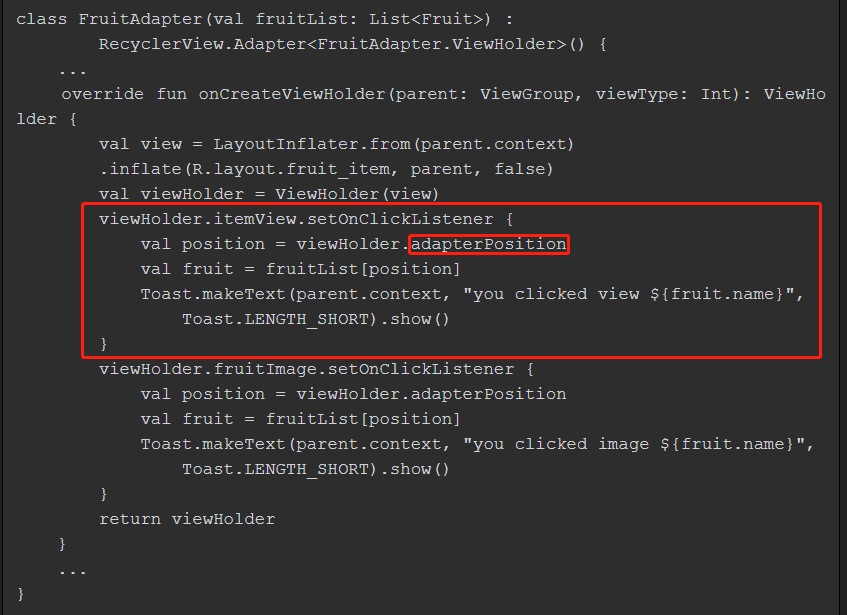 class FruitAdapter(val fruitList: List<Fruit>) :
        RecyclerView.Adapter<FruitAdapter.ViewHolder>() {
    ...
    override fun onCreateViewHolder(parent: ViewGroup, viewType: Int): ViewHo
lder {
        val view = LayoutInflater.from(parent.context)
        .inflate(R.layout.fruit_item, parent, false)
        val viewHolder = ViewHolder(view)
        viewHolder.itemView.setOnClickListener {
            val position = viewHolder.adapterPosition
            val fruit = fruitList[position]
            Toast.makeText(parent.context, "you clicked view ${fruit.name}",
                Toast.LENGTH_SHORT).show()
        }
        viewHolder.fruitImage.setOnClickListener {
            val position = viewHolder.adapterPosition
            val fruit = fruitList[position]
            Toast.makeText(parent.context, "you clicked image ${fruit.name}",
                Toast.LENGTH_SHORT).show()
        }
        return viewHolder
    }
    ...
}